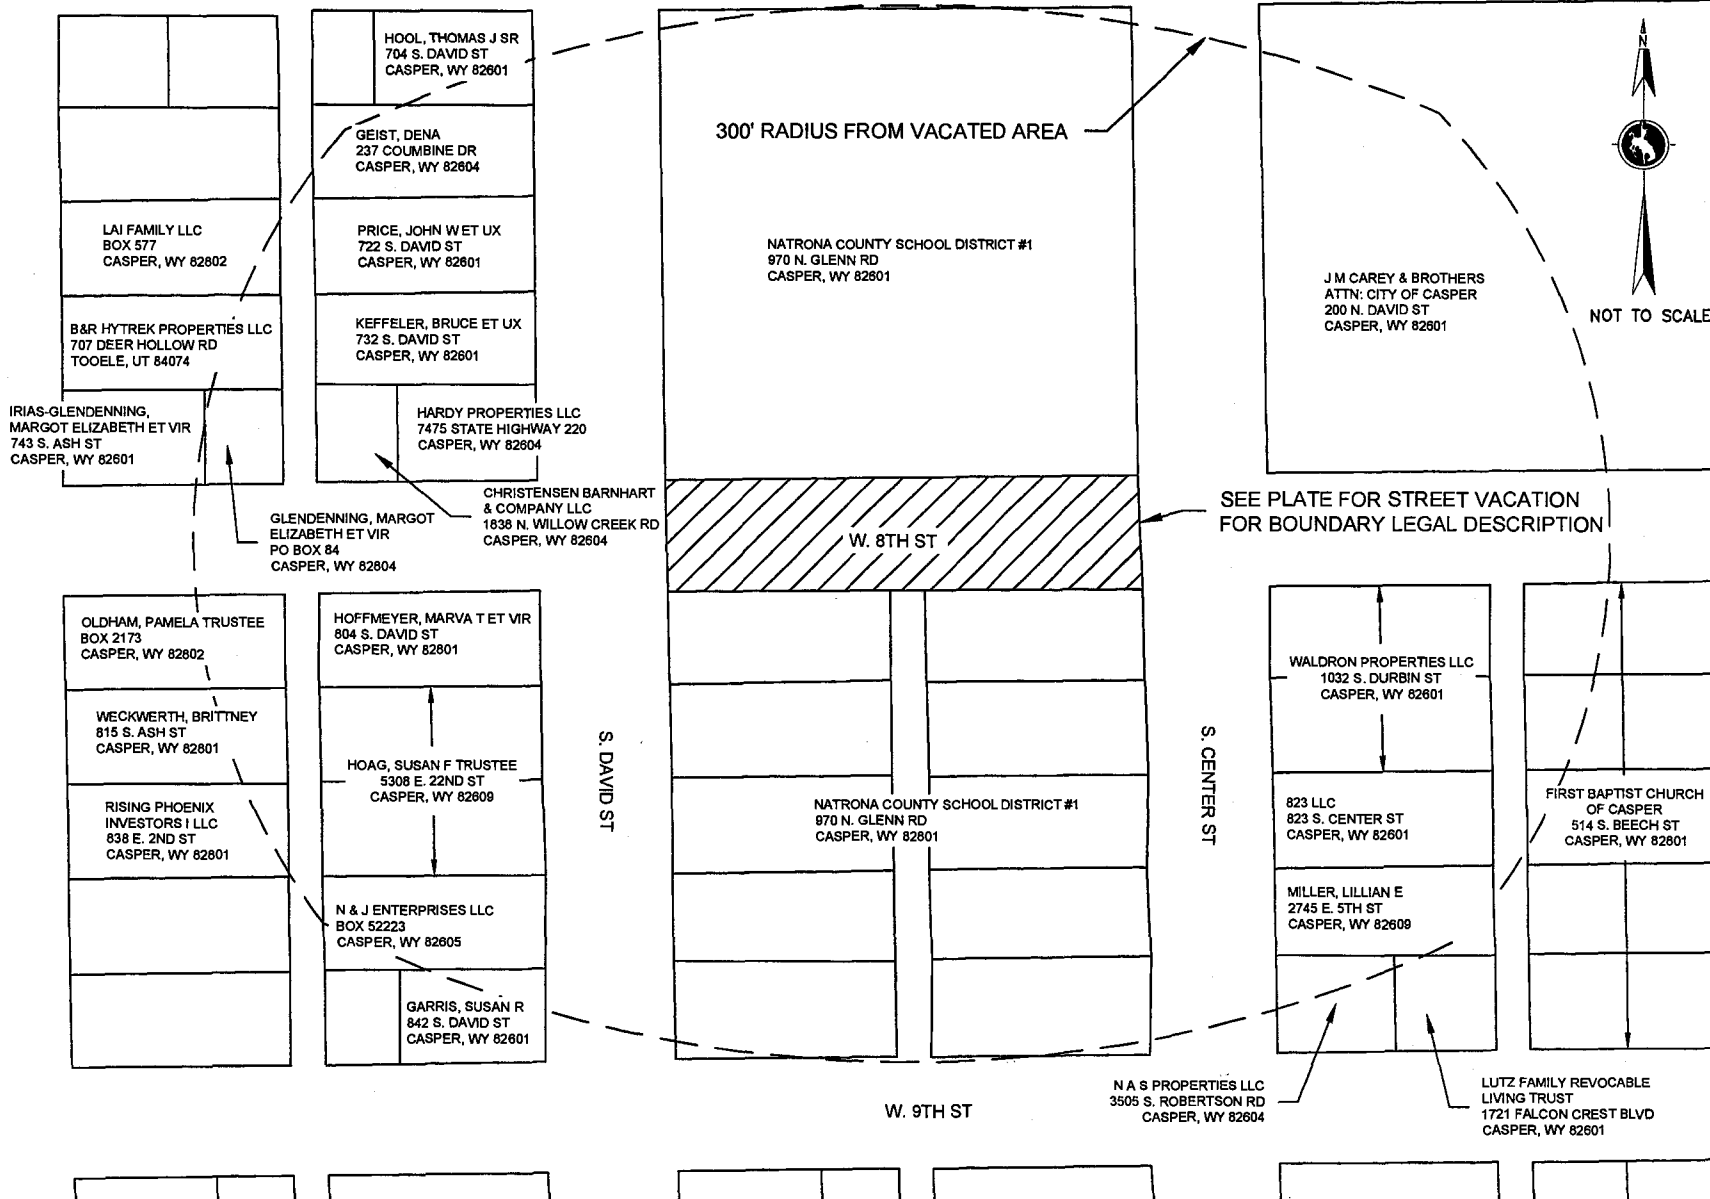 HOOL, THOMAS J SR
704 S. DAVID ST
CASPER, WY 82601
GEIST, DENA
237 COUMBINE DR
CASPER, WY 82604
LAI FAMILY LLC
BOX 577
CASPER, WY 82802
PRICE, JOHN W ET UX
722 S. DAVID ST
CASPER, WY 82601
B&R HYTREK PROPERTIES LLC
707 DEER HOLLOW RD
TOOELE, UT 84074
KEFFELER, BRUCE ET UX
732 S. DAVID ST
CASPER, WY 82601
IRIAS-GLENDENNING,
MARGOT ELIZABETH ET VIR
743 S. ASH ST
CASPER, WY 82601
HARDY PROPERTIES LLC
7475 STATE HIGHWAY 220
CASPER, WY 82604
GLENDENNING, MARGOT
ELIZABETH ET VIR
PO BOX 84
CASPER, WY 82804
CHRISTENSEN BARNHART
& COMPANY LLC
1838 N. WILLOW CREEK RD
CASPER, WY 82604
300' RADIUS FROM VACATED AREA
NATRONA COUNTY SCHOOL DISTRICT #1
970 N. GLENN RD
CASPER, WY 82601
J M CAREY & BROTHERS
ATTN: CITY OF CASPER
200 N. DAVID ST
CASPER, WY 82601
N
NOT TO SCALE
SEE PLATE FOR STREET VACATION
FOR BOUNDARY LEGAL DESCRIPTION
W. 8TH ST
OLDHAM, PAMELA TRUSTEE
BOX 2173
CASPER, WY 82802
HOFFMEYER, MARVA T ET VIR
804 S. DAVID ST
CASPER, WY 82801
WECKWERTH, BRITTNEY
815 S. ASH ST
CASPER, WY 82801
HOAG, SUSAN F TRUSTEE
5308 E. 22ND ST
CASPER, WY 82609
RISING PHOENIX
INVESTORS I LLC
838 E. 2ND ST
CASPER, WY 82801
N & J ENTERPRISES LLC
BOX 52223
CASPER, WY 82605
GARRIS, SUSAN R
842 S. DAVID ST
CASPER, WY 82601
S. DAVID ST
NATRONA COUNTY SCHOOL DISTRICT #1
970 N. GLENN RD
CASPER, WY 82801
S. CENTER ST
WALDRON PROPERTIES LLC
1032 S. DURBIN ST
CASPER, WY 82601
823 LLC
823 S. CENTER ST
CASPER, WY 82601
FIRST BAPTIST CHURCH
OF CASPER
514 S. BEECH ST
CASPER, WY 82801
MILLER, LILLIAN E
2745 E. 5TH ST
CASPER, WY 82609
N A S PROPERTIES LLC
3505 S. ROBERTSON RD
CASPER, WY 82604
LUTZ FAMILY REVOCABLE
LIVING TRUST
1721 FALCON CREST BLVD
CASPER, WY 82601
W. 9TH ST